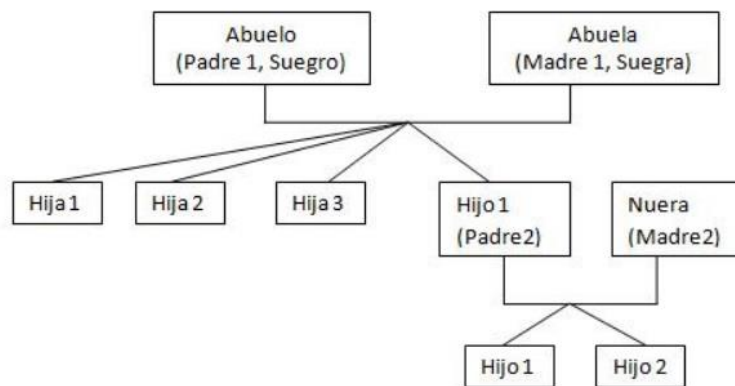 Abuelo
(Padre 1, Suegro)
Abuela
(Madre 1, Suegra)
Hija 1
Hija 2
Hija 3
Hijo 1
(Padre2)
Nuera
(Madre2)
Hijo 1
Hijo 2